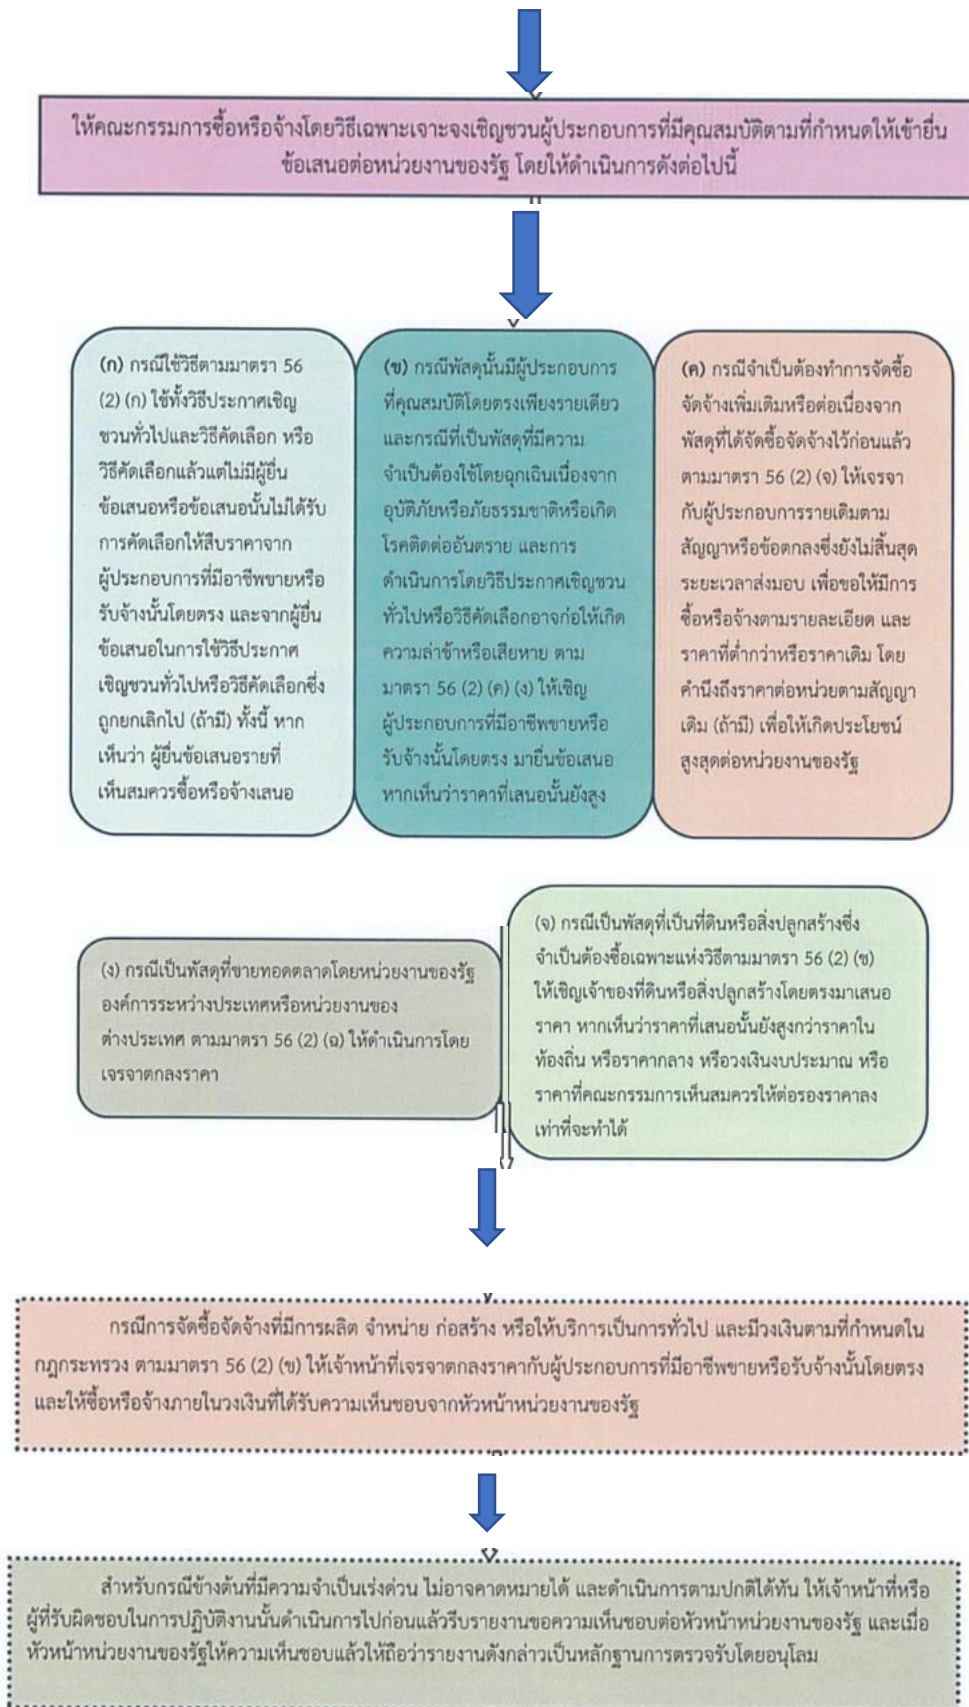 ให้คณะกรรมการซื้อหรือจ้างโดยวิธีเฉพาะเจาะจงเชิญชวนผู้ประกอบการที่มีคุณสมบัติตามที่กำหนดให้เข้ายื่น
ข้อเสนอต่อหน่วยงานของรัฐ โดยให้ดำเนินการดังต่อไปนี้
(ก) กรณีใช้วิธีตามมาตรา 56
(2) (ก) ใช้ทั้งวิธีประกาศเชิญ
ชวนทั่วไปและวิธีคัดเลือก หรือ
วิธีคัดเลือกแล้วแต่ไม่มีผู้ยื่น
ข้อเสนอหรือข้อเสนอนั้นไม่ได้รับ
การคัดเลือกให้สืบราคาจาก
ผู้ประกอบการที่มีอาชีพขายหรือ
รับจ้างนั้นโดยตรง และจากผู้ยื่น
ข้อเสนอในการใช้วิธีประกาศ
เชิญชวนทั่วไปหรือวิธีคัดเลือกซึ่ง
ถูกยกเลิกไป (ถ้ามี) ทั้งนี้ หาก
เห็นว่า ผู้ยื่นข้อเสนอรายที่
เห็นสมควรซื้อหรือจ้างเสนอ
(ข) กรณีพัสดุนั้นมีผู้ประกอบการ
ที่คุณสมบัติโดยตรงเพียงรายเดียว
และกรณีที่เป็นพัสดุที่มีความ
จำเป็นต้องใช้โดยฉุกเฉินเนื่องจาก
อุบัติภัยหรือภัยธรรมชาติหรือเกิด
โรคติดต่ออันตราย และการ
ดำเนินการโดยวิธีประกาศเชิญชวน
ทั่วไปหรือวิธีคัดเลือกอาจก่อให้เกิด
ความล่าช้าหรือเสียหาย ตาม
มาตรา 56 (2) (ค) (ง) ให้เชิญ
ผู้ประกอบการที่มีอาชีพขายหรือ
รับจ้างนั้นโดยตรง มายื่นข้อเสนอ
หากเห็นว่าราคาที่เสนอนั้นยังสูง
(ค) กรณีจำเป็นต้องทำการจัดซื้อ
จัดจ้างเพิ่มเติมหรือต่อเนื่องจาก
พัสดุที่ได้จัดซื้อจัดจ้างไว้ก่อนแล้ว
ตามมาตรา 56 (2) (จ) ให้เจรจา
กับผู้ประกอบการรายเดิมตาม
สัญญาหรือข้อตกลงซึ่งยังไม่สิ้นสุด
ระยะเวลาส่งมอบ เพื่อขอให้มีการ
ซื้อหรือจ้างตามรายละเอียด และ
ราคาที่ต่ำกว่าหรือราคาเดิม โดย
คำนึงถึงราคาต่อหน่วยตามสัญญา
เดิม (ถ้ามี) เพื่อให้เกิดประโยชน์
สูงสุดต่อหน่วยงานของรัฐ
(ง) กรณีเป็นพัสดุที่ขายทอดตลาดโดยหน่วยงานของรัฐ
องค์การระหว่างประเทศหรือหน่วยงานของ
ต่างประเทศ ตามมาตรา 56 (2) (ฉ) ให้ดำเนินการโดย
เจรจาตกลงราคา
(จ) กรณีเป็นพัสดุที่เป็นที่ดินหรือสิ่งปลูกสร้างซึ่ง
จำเป็นต้องซื้อเฉพาะแห่งวิธีตามมาตรา 56 (2) (ช)
ให้เชิญเจ้าของที่ดินหรือสิ่งปลูกสร้างโดยตรงมาเสนอ
ราคา หากเห็นว่าราคาที่เสนอนั้นยังสูงกว่าราคาใน
ท้องถิ่น หรือราคากลาง หรือวงเงินงบประมาณ หรือ
ราคาที่คณะกรรมการเห็นสมควรให้ต่อรองราคาลง
เท่าที่จะทำได้
กรณีการจัดซื้อจัดจ้างที่มีการผลิต จำหน่าย ก่อสร้าง หรือให้บริการเป็นการทั่วไป และมีวงเงินตามที่กำหนดใน
กฎกระทรวง ตามมาตรา 56 (2) (ข) ให้เจ้าหน้าที่เจรจาตกลงราคากับผู้ประกอบการที่มีอาชีพขายหรือรับจ้างนั้นโดยตรง
และให้ซื้อหรือจ้างภายในวงเงินที่ได้รับความเห็นชอบจากหัวหน้าหน่วยงานของรัฐ
สำหรับกรณีข้างต้นที่มีความจำเป็นเร่งด่วน ไม่อาจคาดหมายได้ และดำเนินการตามปกติได้ทัน ให้เจ้าหน้าที่หรือ
ผู้ที่รับผิดชอบในการปฏิบัติงานนั้นดำเนินการไปก่อนแล้วรีบรายงานขอความเห็นชอบต่อหัวหน้าหน่วยงานของรัฐ และเมื่อ
หัวหน้าหน่วยงานของรัฐให้ความเห็นชอบแล้วให้ถือว่ารายงานดังกล่าวเป็นหลักฐานการตรวจรับโดยอนุโลม